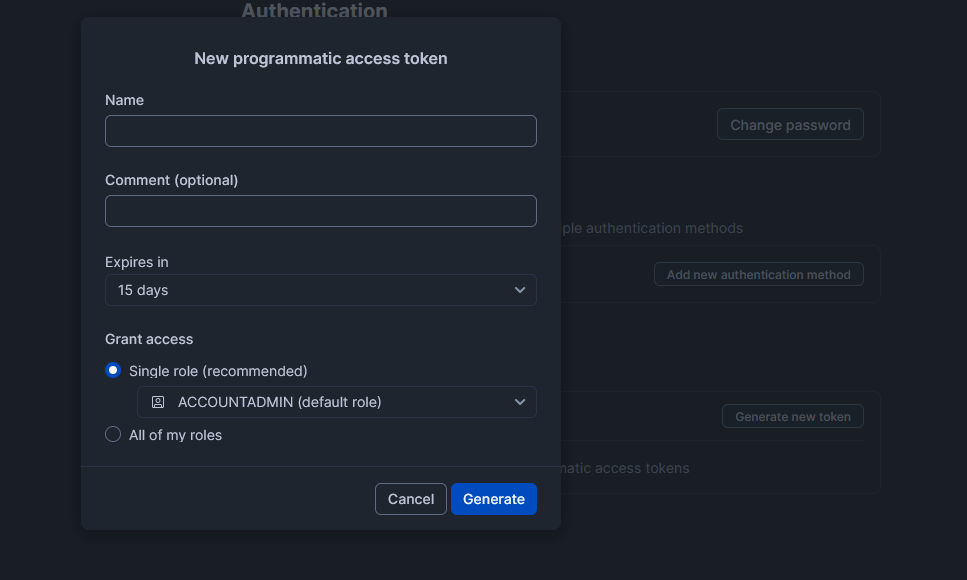 Authentication
New programmatic access token
Name
Change password
Comment (optional)
ple authentication methods
Expires in
15 days
Add new authentication method
Grant access
Single role (recommended)
ACCOUNTADMIN (default role)
Generate new token
All of my roles
matic access tokens
Cancel
Generate